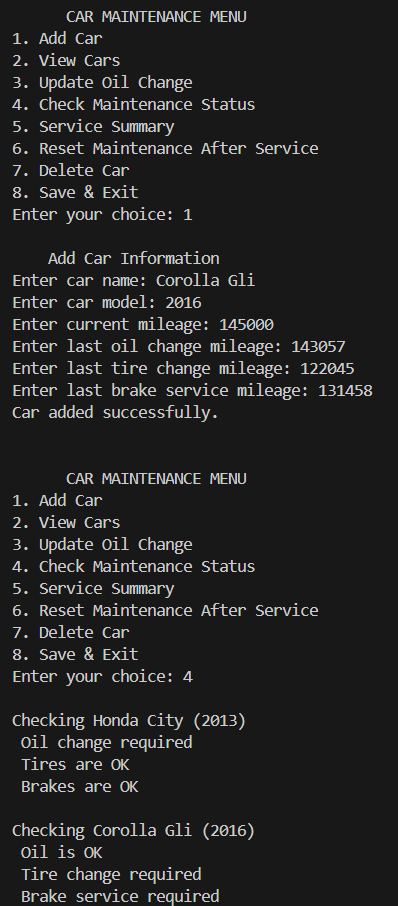 CAR MAINTENANCE MENU
1. Add Car
2. View Cars
3. Update Oil Change
4. Check Maintenance Status
5. Service Summary
6. Reset Maintenance After Service
7. Delete Car
8. Save & Exit
Enter your choice: 1
Add Car Information
Enter car name: Corolla Gli
Enter car model: 2016
Enter current mileage: 145000
Enter last oil change mileage: 143057
Enter last tire change mileage: 122045
Enter last brake service mileage: 131458
Car added successfully.
CAR MAINTENANCE MENU
1. Add Car
2. View Cars
3. Update Oil Change
4. Check Maintenance Status
5. Service Summary
6. Reset Maintenance After Service
7. Delete Car
8. Save & Exit
Enter your choice: 4
Checking Honda City (2013)
Oil change required
Tires are OK
Brakes are OK
Checking Corolla Gli (2016)
Oil is OK
Tire change required
Brake service required